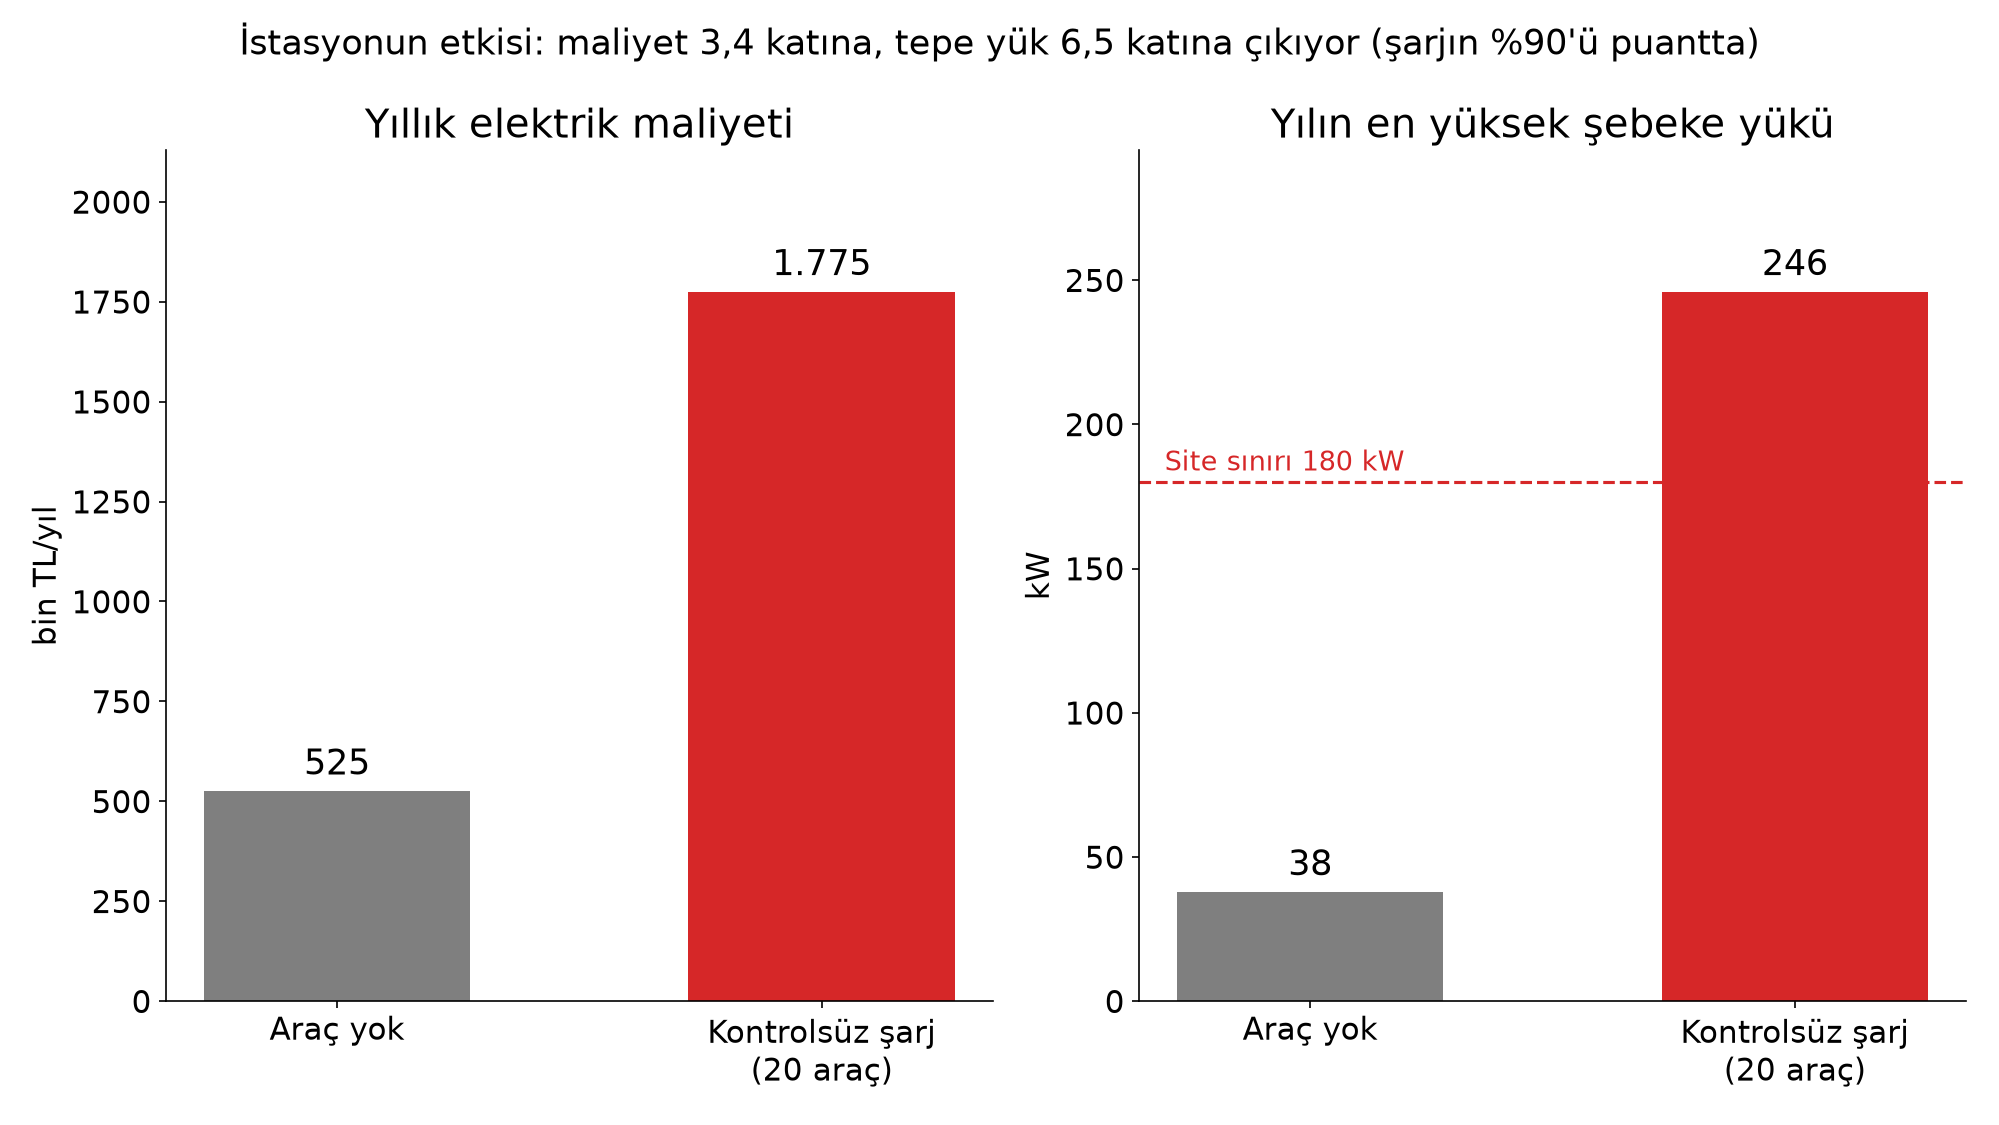 İstasyonun etkisi: maliyet 3,4 katına, tepe yük 6,5 katına çıkıyor (şarjın %90'ü puantta)
Yıllık elektrik maliyeti
bin TL/yıl
2000
1750
1500
1250
1000
750
500
250
0
525
1.775
Araç yok
Kontrolsüz şarj
(20 araç)
Yılın en yüksek şebeke yükü
kW
250
200
150
100
50
0
Site sınırı 180 kW
38
246
Araç yok
Kontrolsüz şarj
(20 araç)